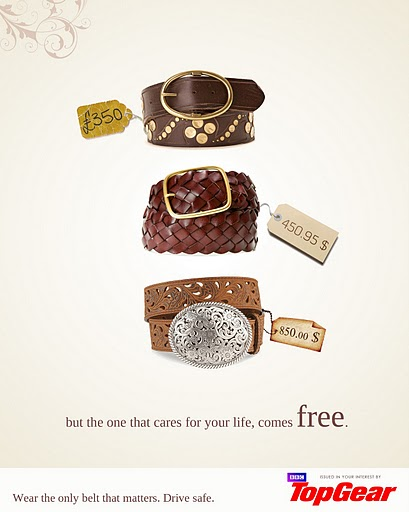 £350
450.95 $
850.00 $
but the one that cares for your life, comes free.
BBC ISSUED IN YOUR INTEREST BY
TopGear
Wear the only belt that matters. Drive safe.